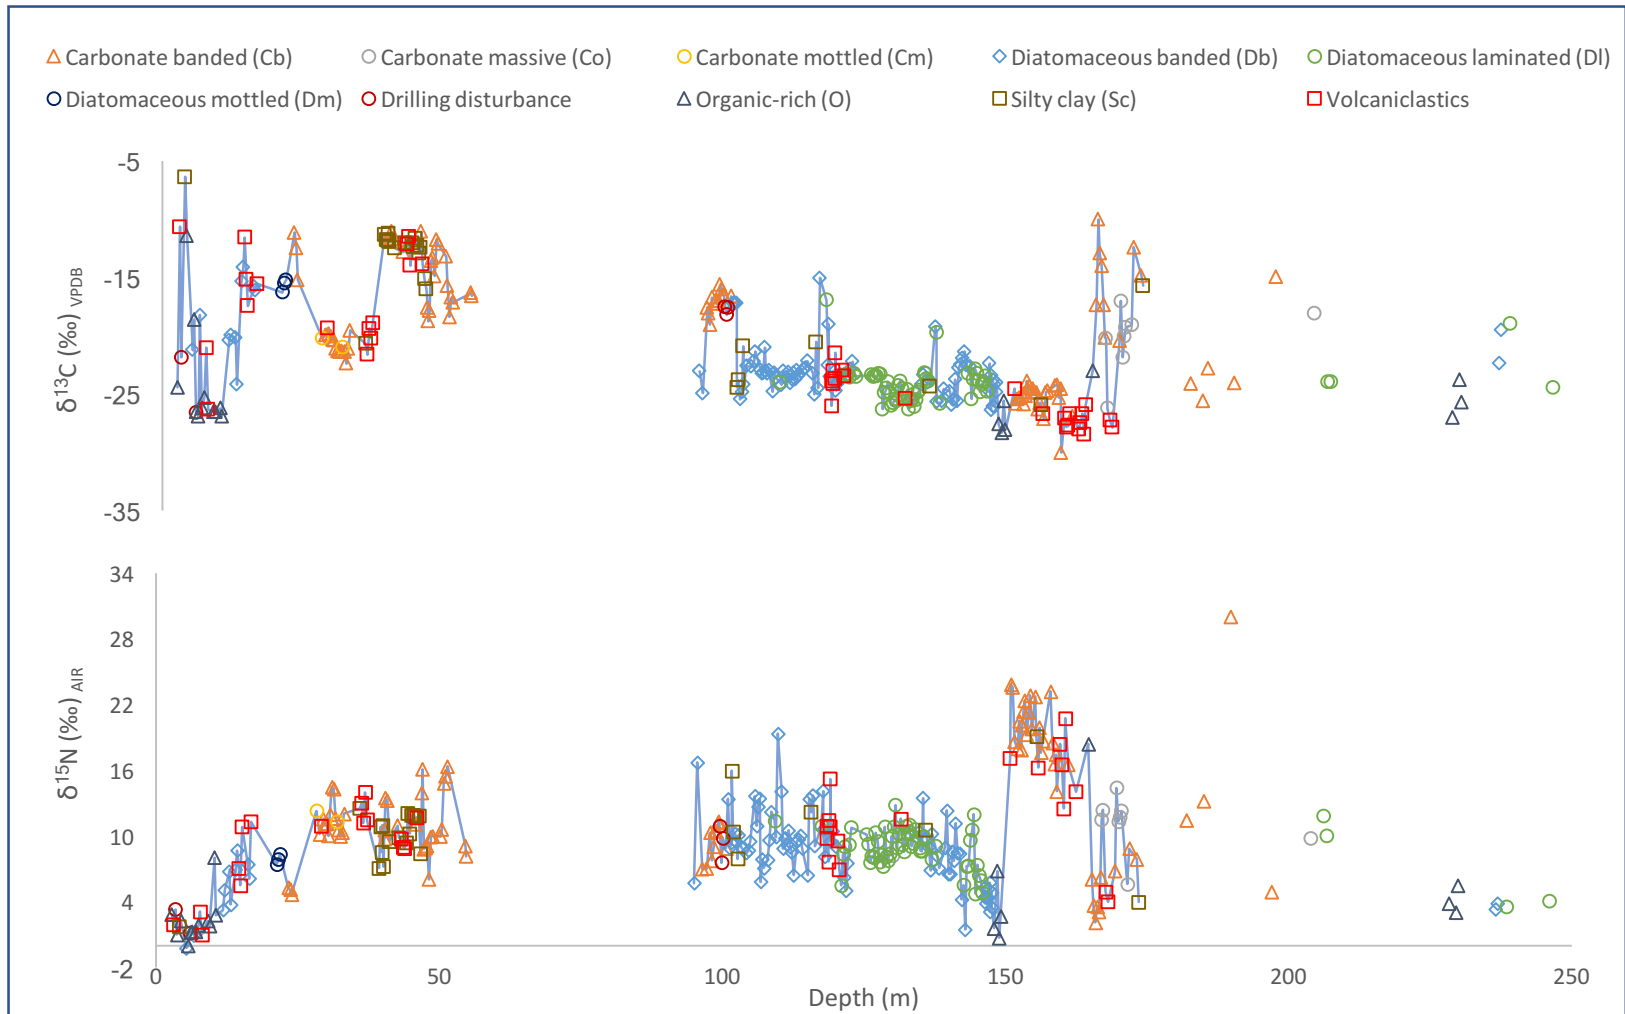 Carbonate banded (Cb) Carbonate massive (Co) Carbonate mottled (Cm) Diatomaceous banded (Db) Diatomaceous laminated (Dl)
Diatomaceous mottled (Dm) Drilling disturbance Organic-rich (O) Silty clay (Sc) Volcaniclastics
-5
-15
-25
-35
δ13C (‰) VPDB
34
28
22
16
10
4
-2
δ15N (‰) AIR
0 50 100 150 200 250
Depth (m)